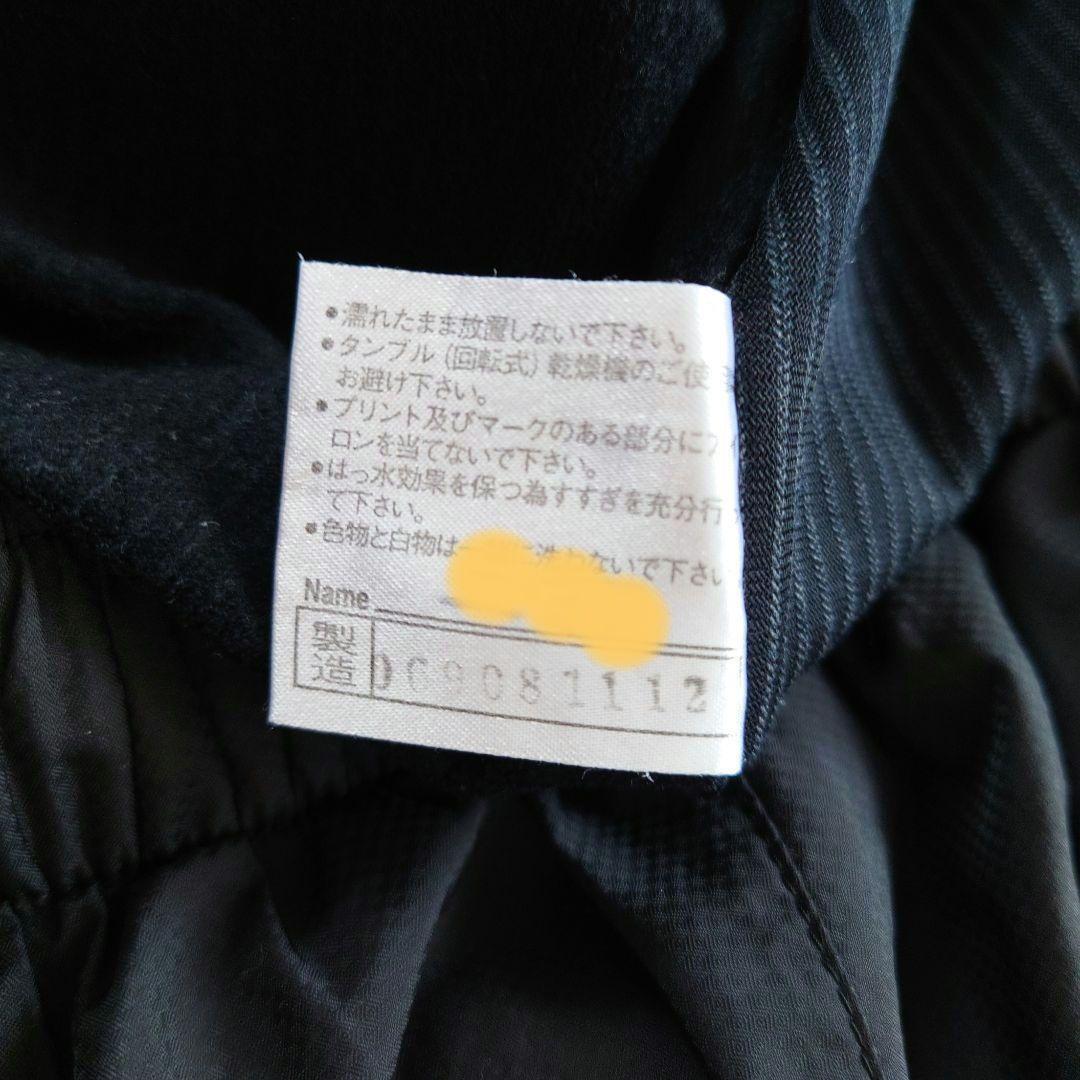 ●濡れたまま放置しないで下さい。
●タンブル(回転式)乾燥機のご使
お避け下さい。
●プリント及びマークのある部分にアイ
ロンを当てないで下さい。
●はっ水効果を保つ為すすぎを充分行
て下さい。
●色物と白物は ないで下さい
Name
製造
DC9081112